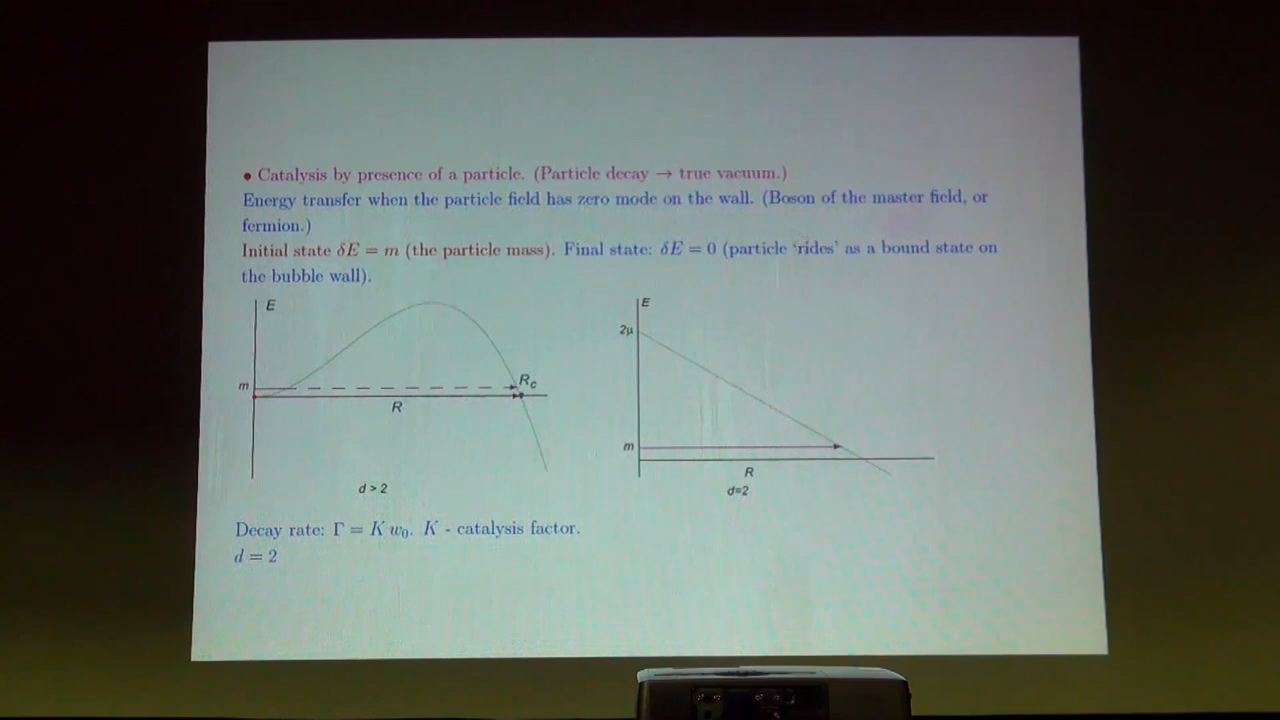 • Catalysis by presence of a particle. (Particle decay → true vacuum.)
Energy transfer when the particle field has zero mode on the wall. (Boson of the master field, or
fermion.)
Initial state δE = m (the particle mass). Final state: δE = 0 (particle 'rides' as a bound state on
the bubble wall).
E
m
R
Rc
d > 2
E
2μ
m
R
d=2
Decay rate: Γ = K w₀. K - catalysis factor.
d = 2